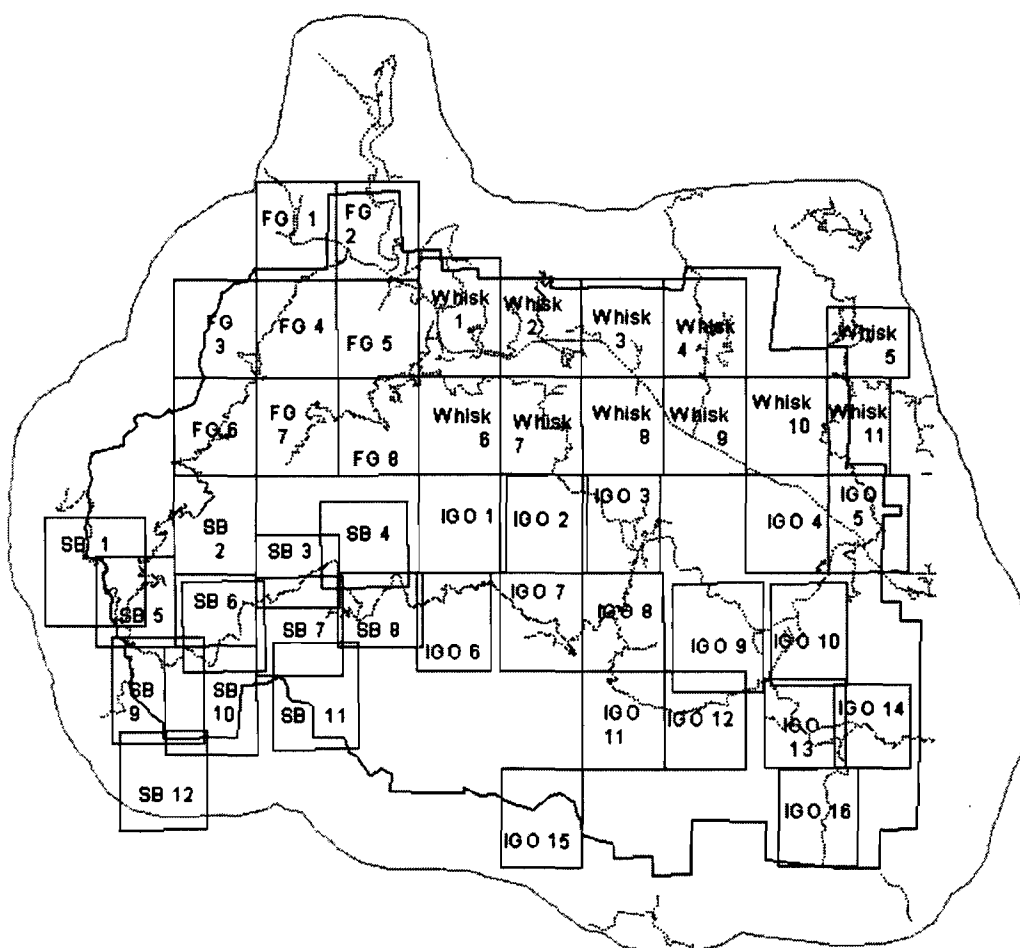 FG 1
FG
2
FG
3
FG 4
FG 5
Whisk
1
Whisk
2
Whisk
3
Whisk
4
Whisk
5
FG 6
FG
7
FG 8
Whisk
6
Whisk
7
Whisk
8
Whisk
9
Whisk
10
Whisk
11
SB 1
SB
2
SB 3
SB 4
IGO 1
IGO 2
IGO 3
IGO 4
IGO
5
SB 5
SB 6
SB 7
SB 8
IGO 6
IGO 7
IGO 8
IGO 9
IGO 10
SB
9
SB
10
SB 11
IGO
11
IGO 12
IGO
13
IGO 14
SB 12
IGO 15
IGO 16